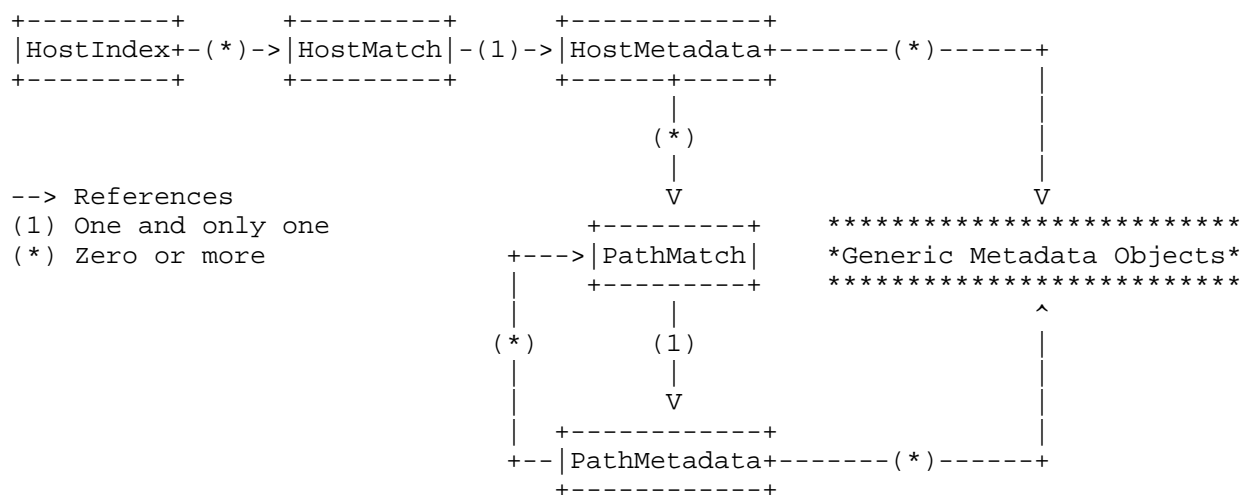 +---------+      +---------+      +------------+
|HostIndex+-(*)->|HostMatch|-(1)->|HostMetadata+-------(*)------+
+---------+      +---------+      +------+-----+                |
                                         |                      |
                                        (*)                     |
                                         |                      |
--> References                           V                      V
(1) One and only one                +---------+    **************************
(*) Zero or more               +--->|PathMatch|    *Generic Metadata Objects*
                               |    +---------+    **************************
                               |         |                      ^
                              (*)       (1)                     |
                               |         |                      |
                               |         V                      |
                               |  +------------+                |
                               +--|PathMetadata+-------(*)------+
                                  +------------+